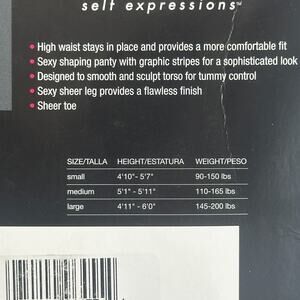 self expressions™
• High waist stays in place and provides a more comfortable fit
• Sexy shaping panty with graphic stripes for a sophisticated look
• Designed to smooth and sculpt torso for tummy control
• Sexy sheer leg provides a flawless finish
• Sheer toe
SIZE/TALLA HEIGHT/ESTATURA WEIGHT/PESO
small 4'10"- 5'7" 90-150 lbs
medium 5'1" - 5'11" 110-165 lbs
large 4'11" - 6'0" 145-200 lbs